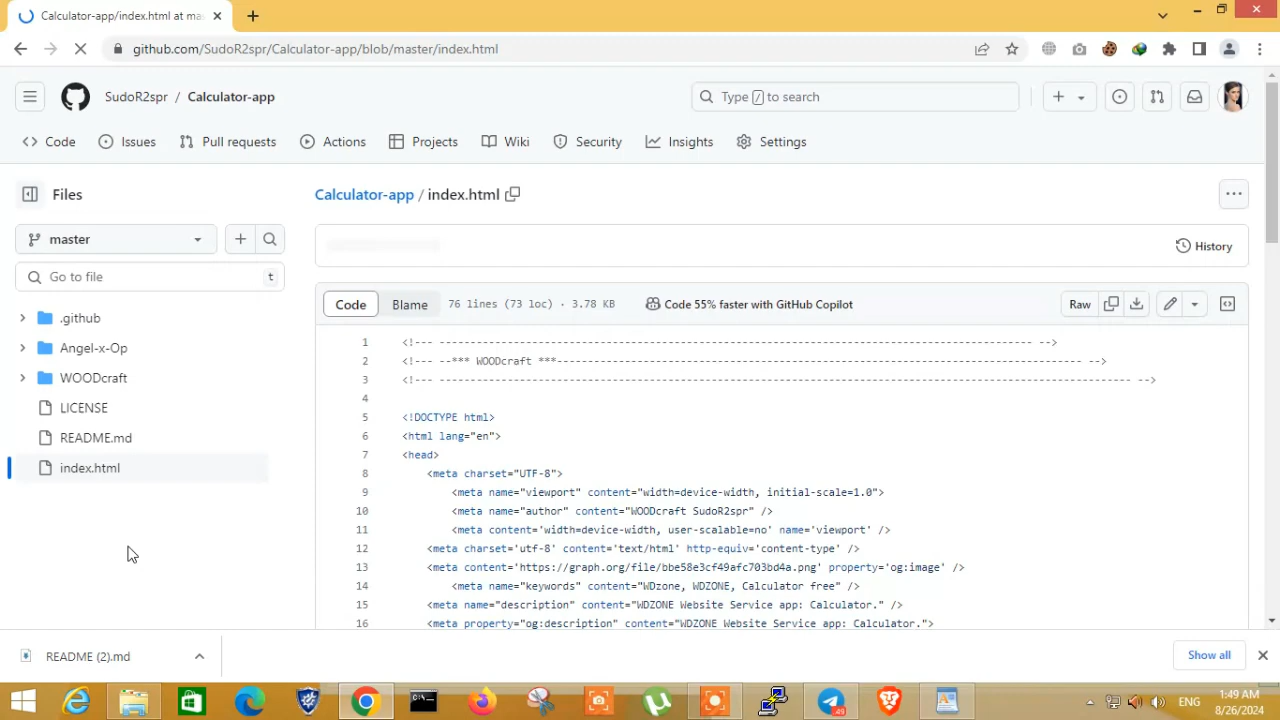 Calculator-app/index.html at mas
github.com/SudoR2spr/Calculator-app/blob/master/index.html
SudoR2spr / Calculator-app
Type / to search
Code Issues Pull requests Actions Projects Wiki Security Insights Settings
Files
Calculator-app / index.html
master
History
Go to file t
Code Blame 76 lines (73 loc) · 3.78 KB Code 55% faster with GitHub Copilot Raw
.github
Angel-x-Op
WOODcraft
LICENSE
README.md
index.html
1 <!--- ----------------------------------------------------------------------------------------------- -->
2 <!--- --*** WOODcraft ***------------------------------------------------------------------------------------ -->
3 <!--- --------------------------------------------------------------------------------------------------------------- -->
4
5 <!DOCTYPE html>
6 <html lang="en">
7 <head>
8 <meta charset="UTF-8">
9 <meta name="viewport" content="width=device-width, initial-scale=1.0">
10 <meta name="author" content="WOODcraft SudoR2spr" />
11 <meta content='width=device-width, user-scalable=no' name='viewport' />
12 <meta charset='utf-8' content='text/html' http-equiv='content-type' />
13 <meta content='https://graph.org/file/bbe58e3cf49afc703bd4a.png' property='og:image' />
14 <meta name="keywords" content="WDzone, WDZONE, Calculator free" />
15 <meta name="description" content="WDZONE Website Service app: Calculator." />
16 <meta property="og:description" content="WDZONE Website Service app: Calculator.">
README (2).md
Show all
ENG
1:49 AM
8/26/2024